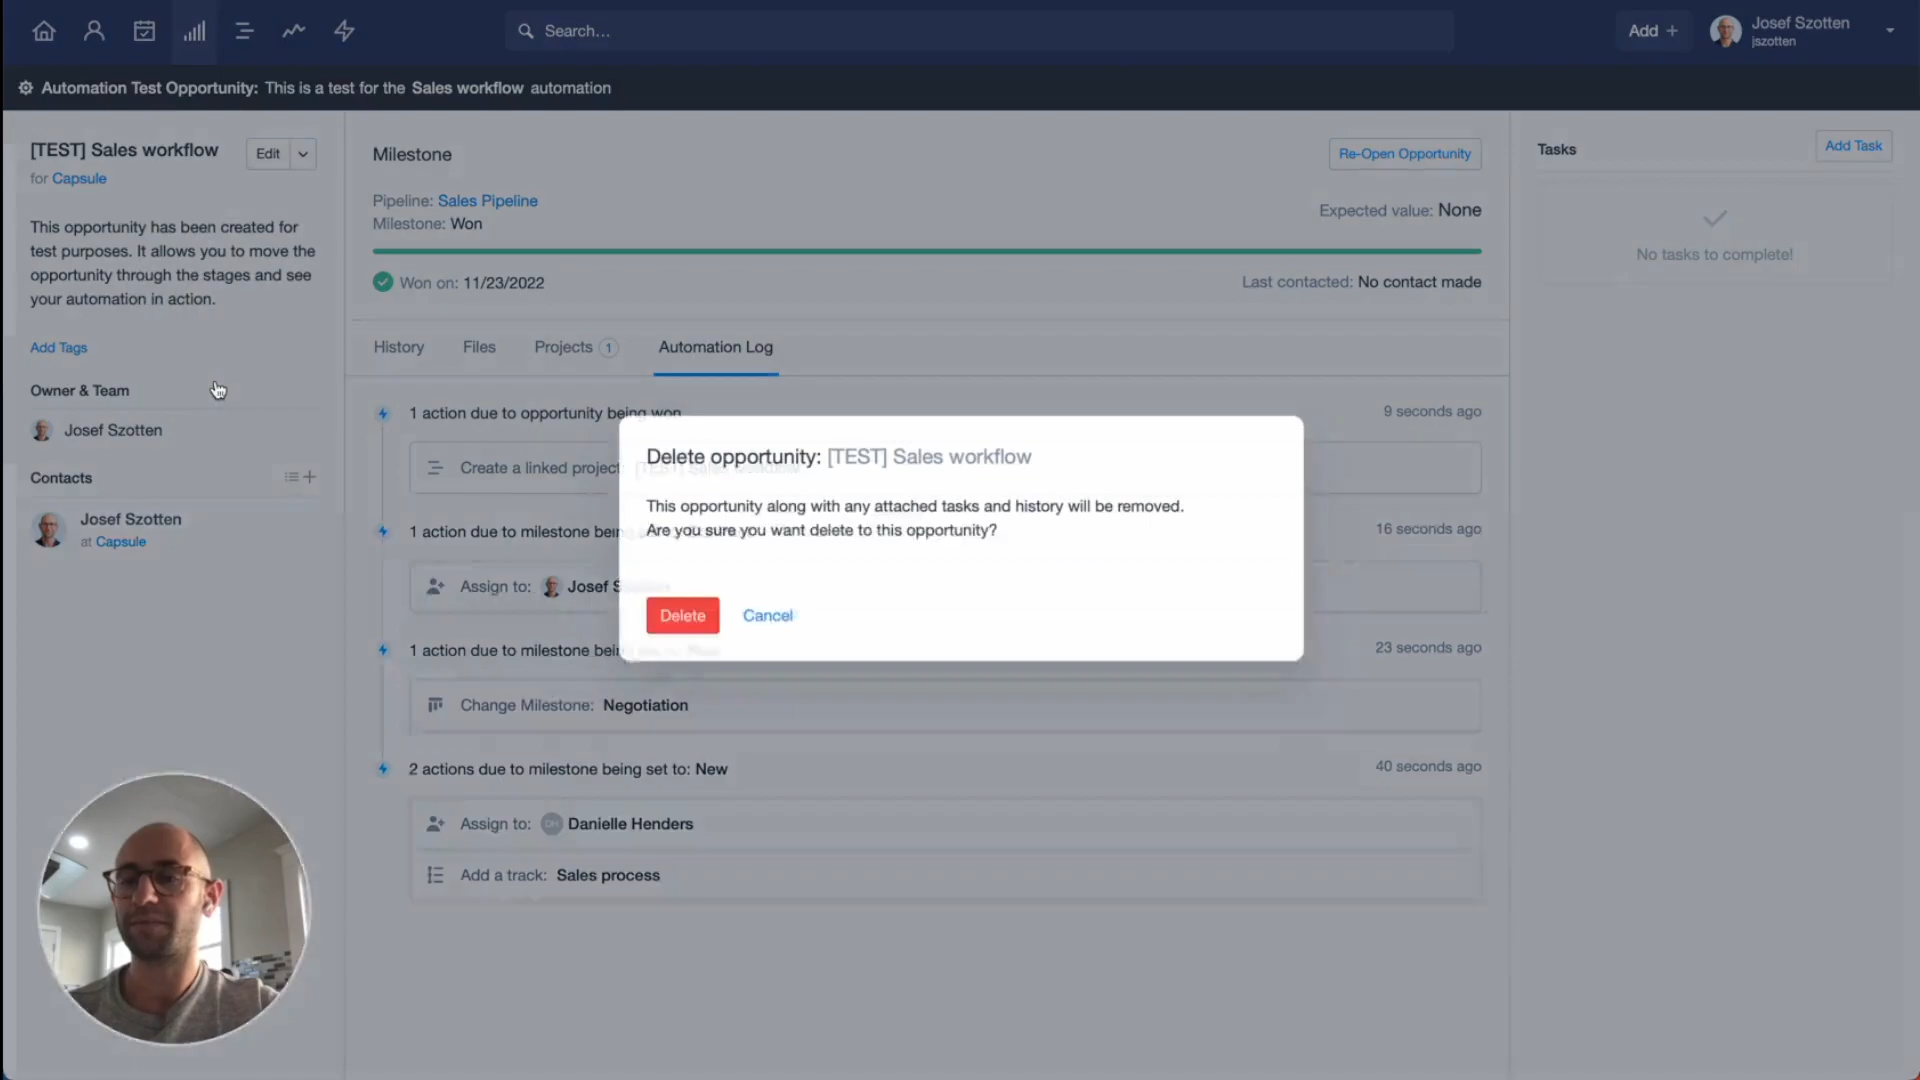 Search...
Add +
Josef Szotten
jszotten
Automation Test Opportunity: This is a test for the Sales workflow automation
[TEST] Sales workflow
Edit
for Capsule
This opportunity has been created for
test purposes. It allows you to move the
opportunity through the stages and see
your automation in action.
Add Tags
Owner & Team
Josef Szotten
Contacts
Josef Szotten
at Capsule
Milestone
Re-Open Opportunity
Pipeline: Sales Pipeline
Milestone: Won
Expected value: None
Won on: 11/23/2022
Last contacted: No contact made
History
Files
Projects 1
Automation Log
1 action due to opportunity being won
9 seconds ago
Create a linked project
1 action due to milestone bein
16 seconds ago
Assign to: Josef S
1 action due to milestone bein
23 seconds ago
Change Milestone: Negotiation
2 actions due to milestone being set to: New
40 seconds ago
Assign to: DH Danielle Henders
Add a track: Sales process
Delete opportunity: [TEST] Sales workflow
This opportunity along with any attached tasks and history will be removed.
Are you sure you want delete to this opportunity?
Delete
Cancel
Tasks
Add Task
No tasks to complete!